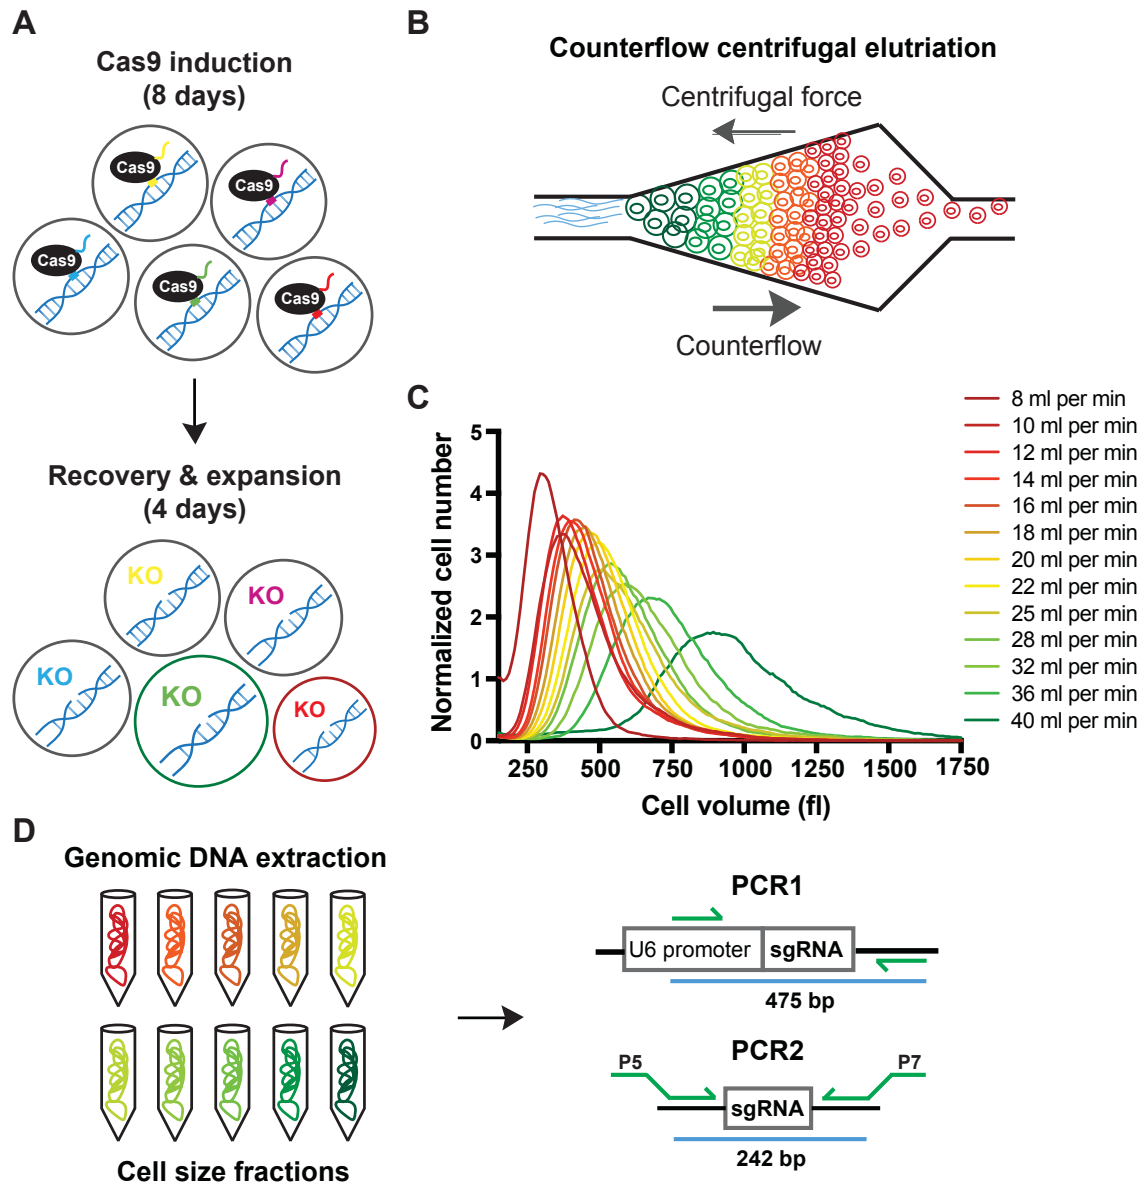 A
Cas9 induction
(8 days)
Cas9
Cas9
Cas9
Cas9
Cas9
Recovery & expansion
(4 days)
KO
KO
KO
KO
KO
B
Counterflow centrifugal elutriation
Centrifugal force
Counterflow
C
Normalized cell number
5
4
3
2
1
0
250 500 750 1000 1250 1500 1750
Cell volume (fl)
8 ml per min
10 ml per min
12 ml per min
14 ml per min
16 ml per min
18 ml per min
20 ml per min
22 ml per min
25 ml per min
28 ml per min
32 ml per min
36 ml per min
40 ml per min
D
Genomic DNA extraction
Cell size fractions
PCR1
U6 promoter sgRNA
475 bp
PCR2
P5 P7
sgRNA
242 bp